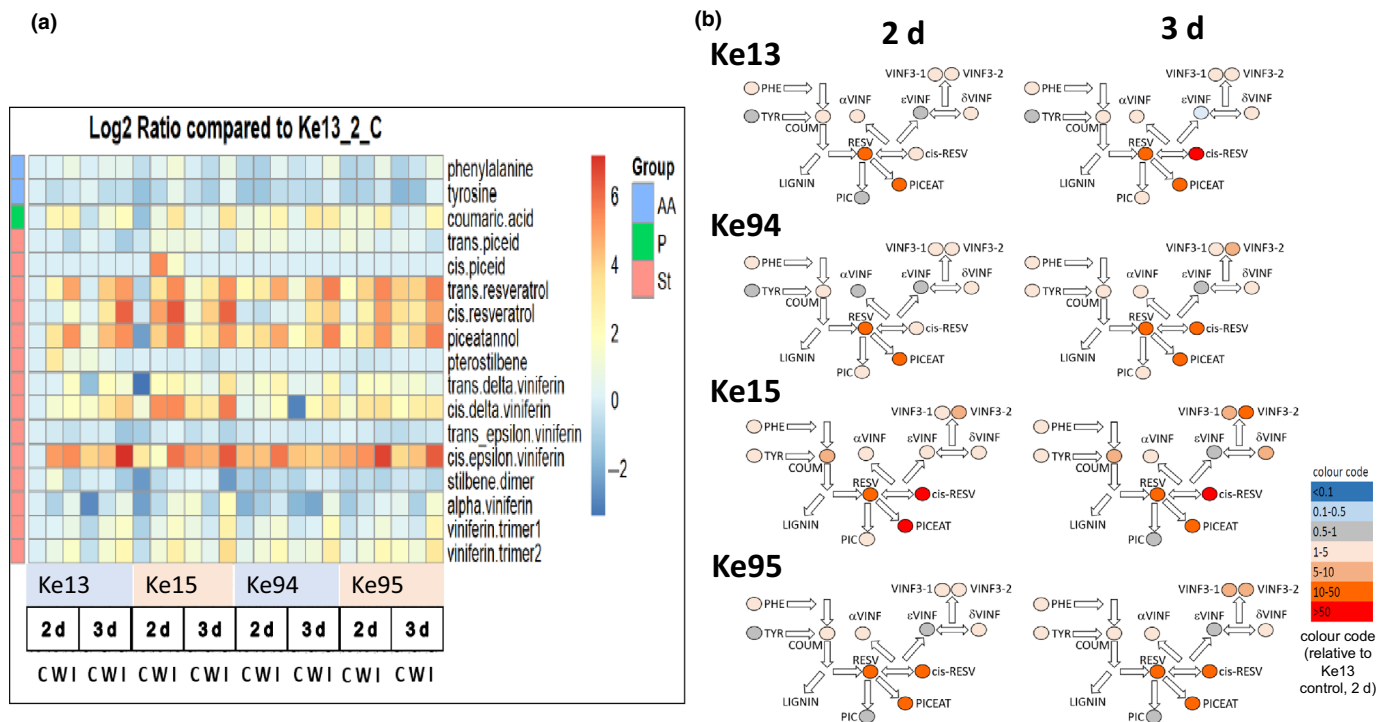 (a)
Log2 Ratio compared to Ke13_2_C
phenylalanine
tyrosine
coumaric.acid
trans.piceid
cis.piceid
trans.resveratrol
cis.resveratrol
piceatannol
pterostilbene
trans.delta.viniferin
cis.delta.viniferin
trans_epsilon.viniferin
cis.epsilon.viniferin
stilbene.dimer
alpha.viniferin
viniferin.trimer1
viniferin.trimer2
6
4
2
0
−2
Group
AA
P
St
Ke13 Ke15 Ke94 Ke95
2 d 3 d 2 d 3 d 2 d 3 d 2 d 3 d
C W I C W I C W I C W I C W I C W I C W I C W I
(b)
2 d 3 d
Ke13
VINF3-1 VINF3-2 VINF3-1 VINF3-2
PHE PHE
αVINF εVINF δVINF αVINF εVINF δVINF
TYR TYR
COUM COUM
RESV RESV
cis-RESV cis-RESV
LIGNIN PICEAT LIGNIN PICEAT
PIC PIC
Ke94
VINF3-1 VINF3-2 VINF3-1 VINF3-2
PHE PHE
αVINF εVINF δVINF αVINF εVINF δVINF
TYR TYR
COUM COUM
RESV RESV
cis-RESV cis-RESV
LIGNIN PICEAT LIGNIN PICEAT
PIC PIC
Ke15
VINF3-1 VINF3-2 VINF3-1 VINF3-2
PHE PHE
αVINF εVINF δVINF αVINF εVINF δVINF
TYR TYR
COUM COUM
RESV RESV
cis-RESV cis-RESV
LIGNIN PICEAT LIGNIN PICEAT
PIC PIC
Ke95
VINF3-1 VINF3-2 VINF3-1 VINF3-2
PHE PHE
αVINF εVINF δVINF αVINF εVINF δVINF
TYR TYR
COUM COUM
RESV RESV
cis-RESV cis-RESV
LIGNIN PICEAT LIGNIN PICEAT
PIC PIC
colour code
<0.1
0.1-0.5
0.5-1
1-5
5-10
10-50
>50
colour code
(relative to
Ke13
control, 2 d)